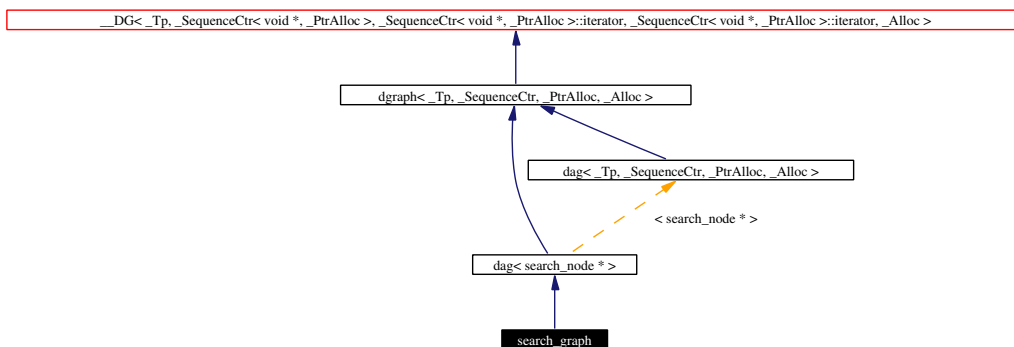 __DG< _Tp, _SequenceCtr< void *, _PtrAlloc >, _SequenceCtr< void *, _PtrAlloc >::iterator, _SequenceCtr< void *, _PtrAlloc >::iterator, _Alloc >
dgraph< _Tp, _SequenceCtr, _PtrAlloc, _Alloc >
dag< _Tp, _SequenceCtr, _PtrAlloc, _Alloc >
< search_node * >
dag< search_node * >
search_graph